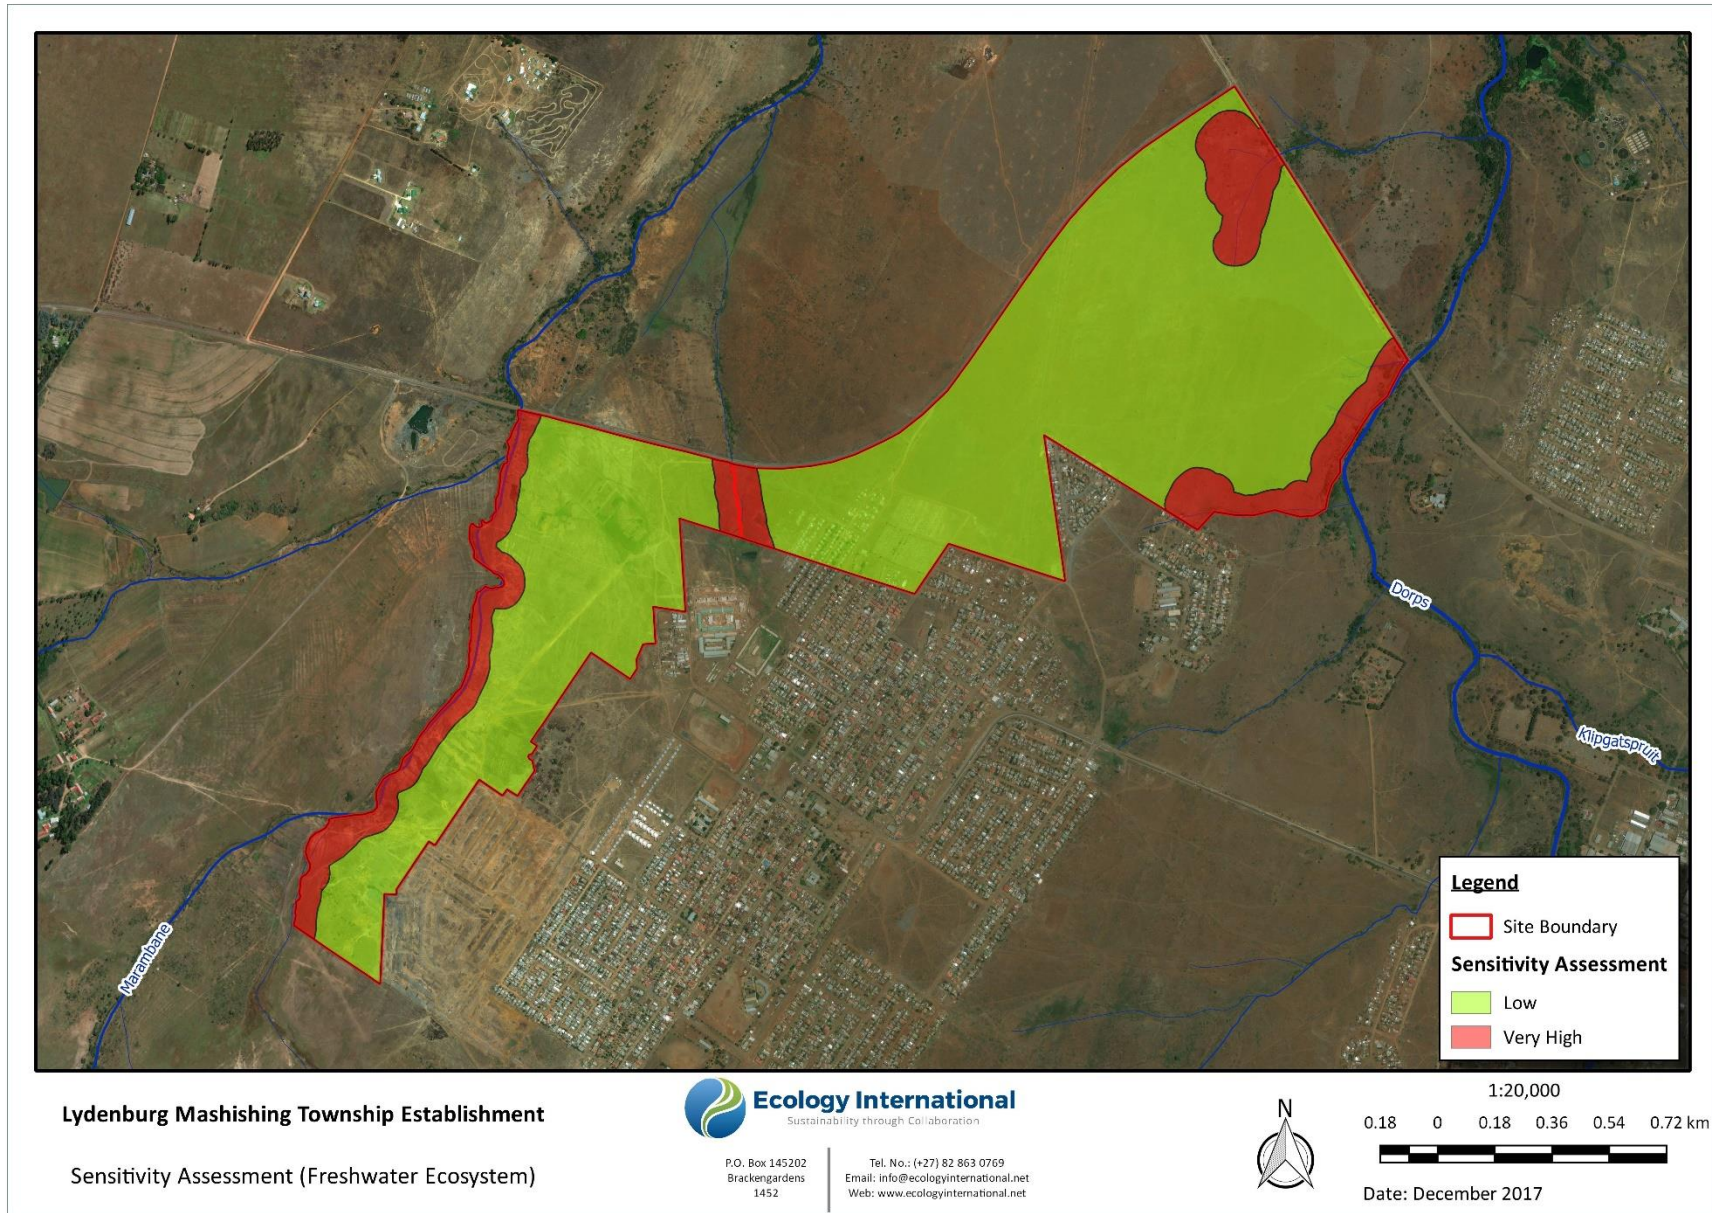 Dorps
Klipgatspruit
Marambane
Legend
Site Boundary
Sensitivity Assessment
Low
Very High
Lydenburg Mashishing Township Establishment
Sensitivity Assessment (Freshwater Ecosystem)
Ecology International
Sustainability through Collaboration
P.O. Box 145202
Brackengardens
1452
Tel. No.: (+27) 82 863 0769
Email: info@ecologyinternational.net
Web: www.ecologyinternational.net
N
1:20,000
0.18 0 0.18 0.36 0.54 0.72 km
Date: December 2017